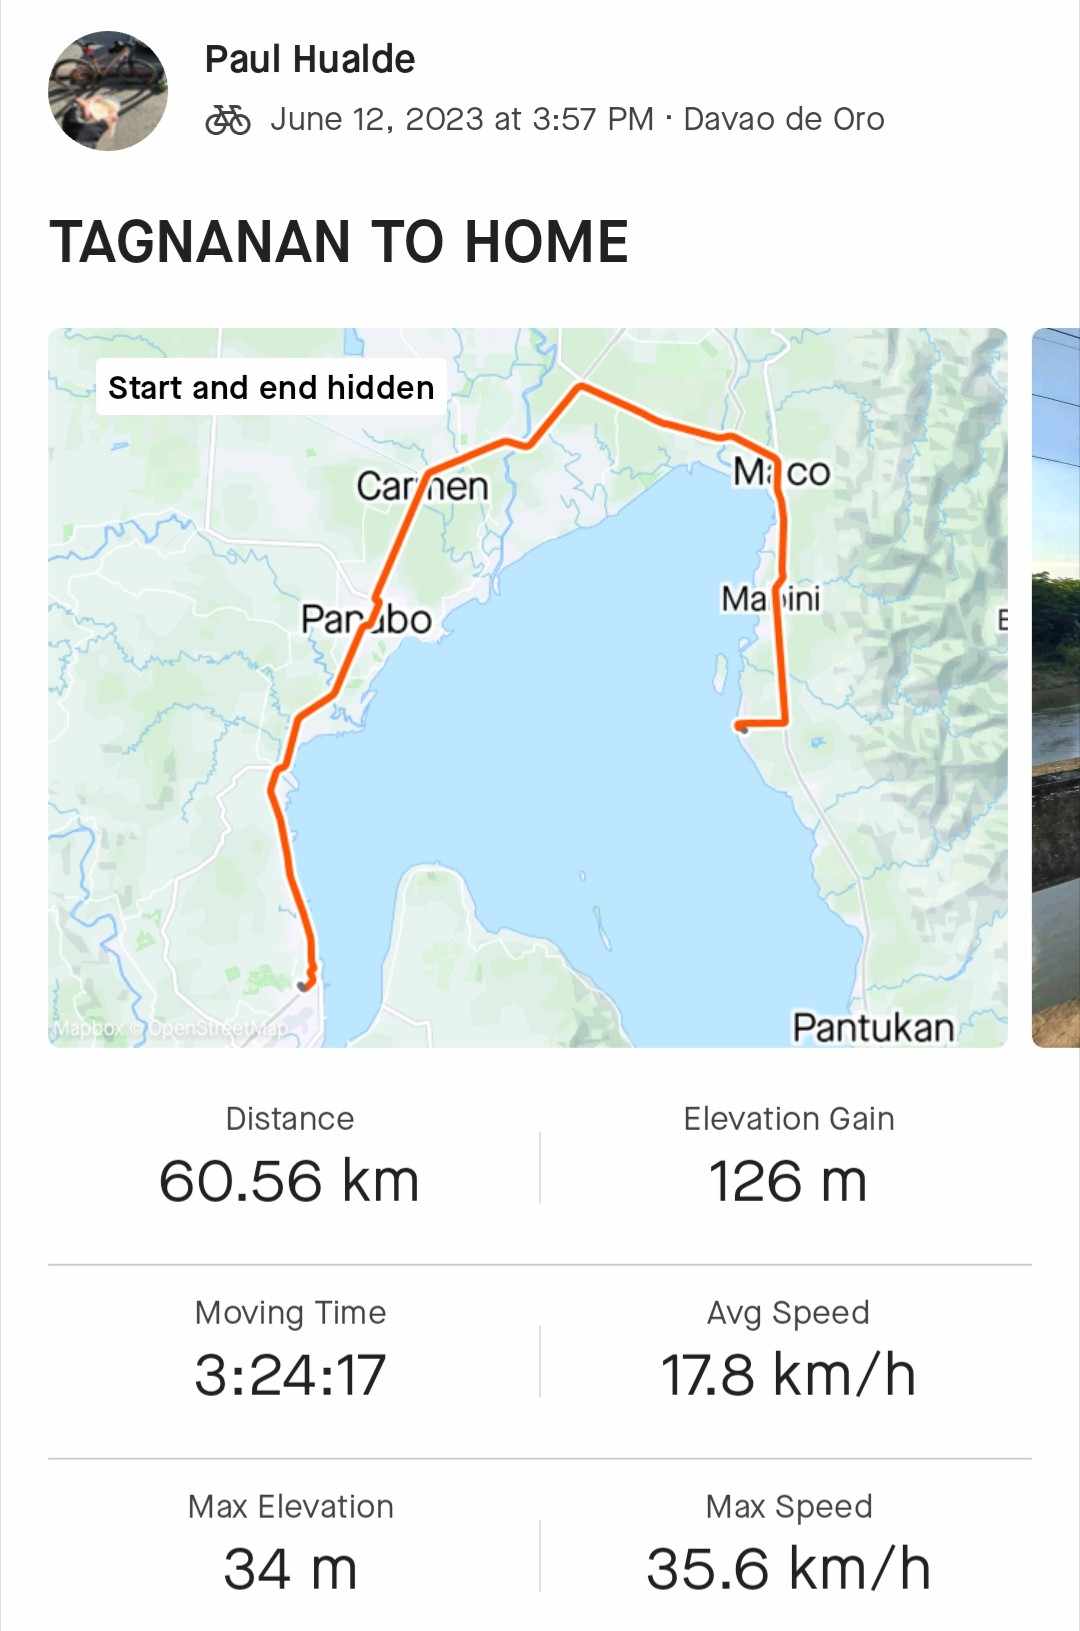 Paul Hualde
June 12, 2023 at 3:57 PM · Davao de Oro
TAGNANAN TO HOME
Start and end hidden
Carmen
Maco
Mabini
Panabo
Pantukan
Mapbox © OpenStreetMap
Distance
60.56 km
Elevation Gain
126 m
Moving Time
3:24:17
Avg Speed
17.8 km/h
Max Elevation
34 m
Max Speed
35.6 km/h